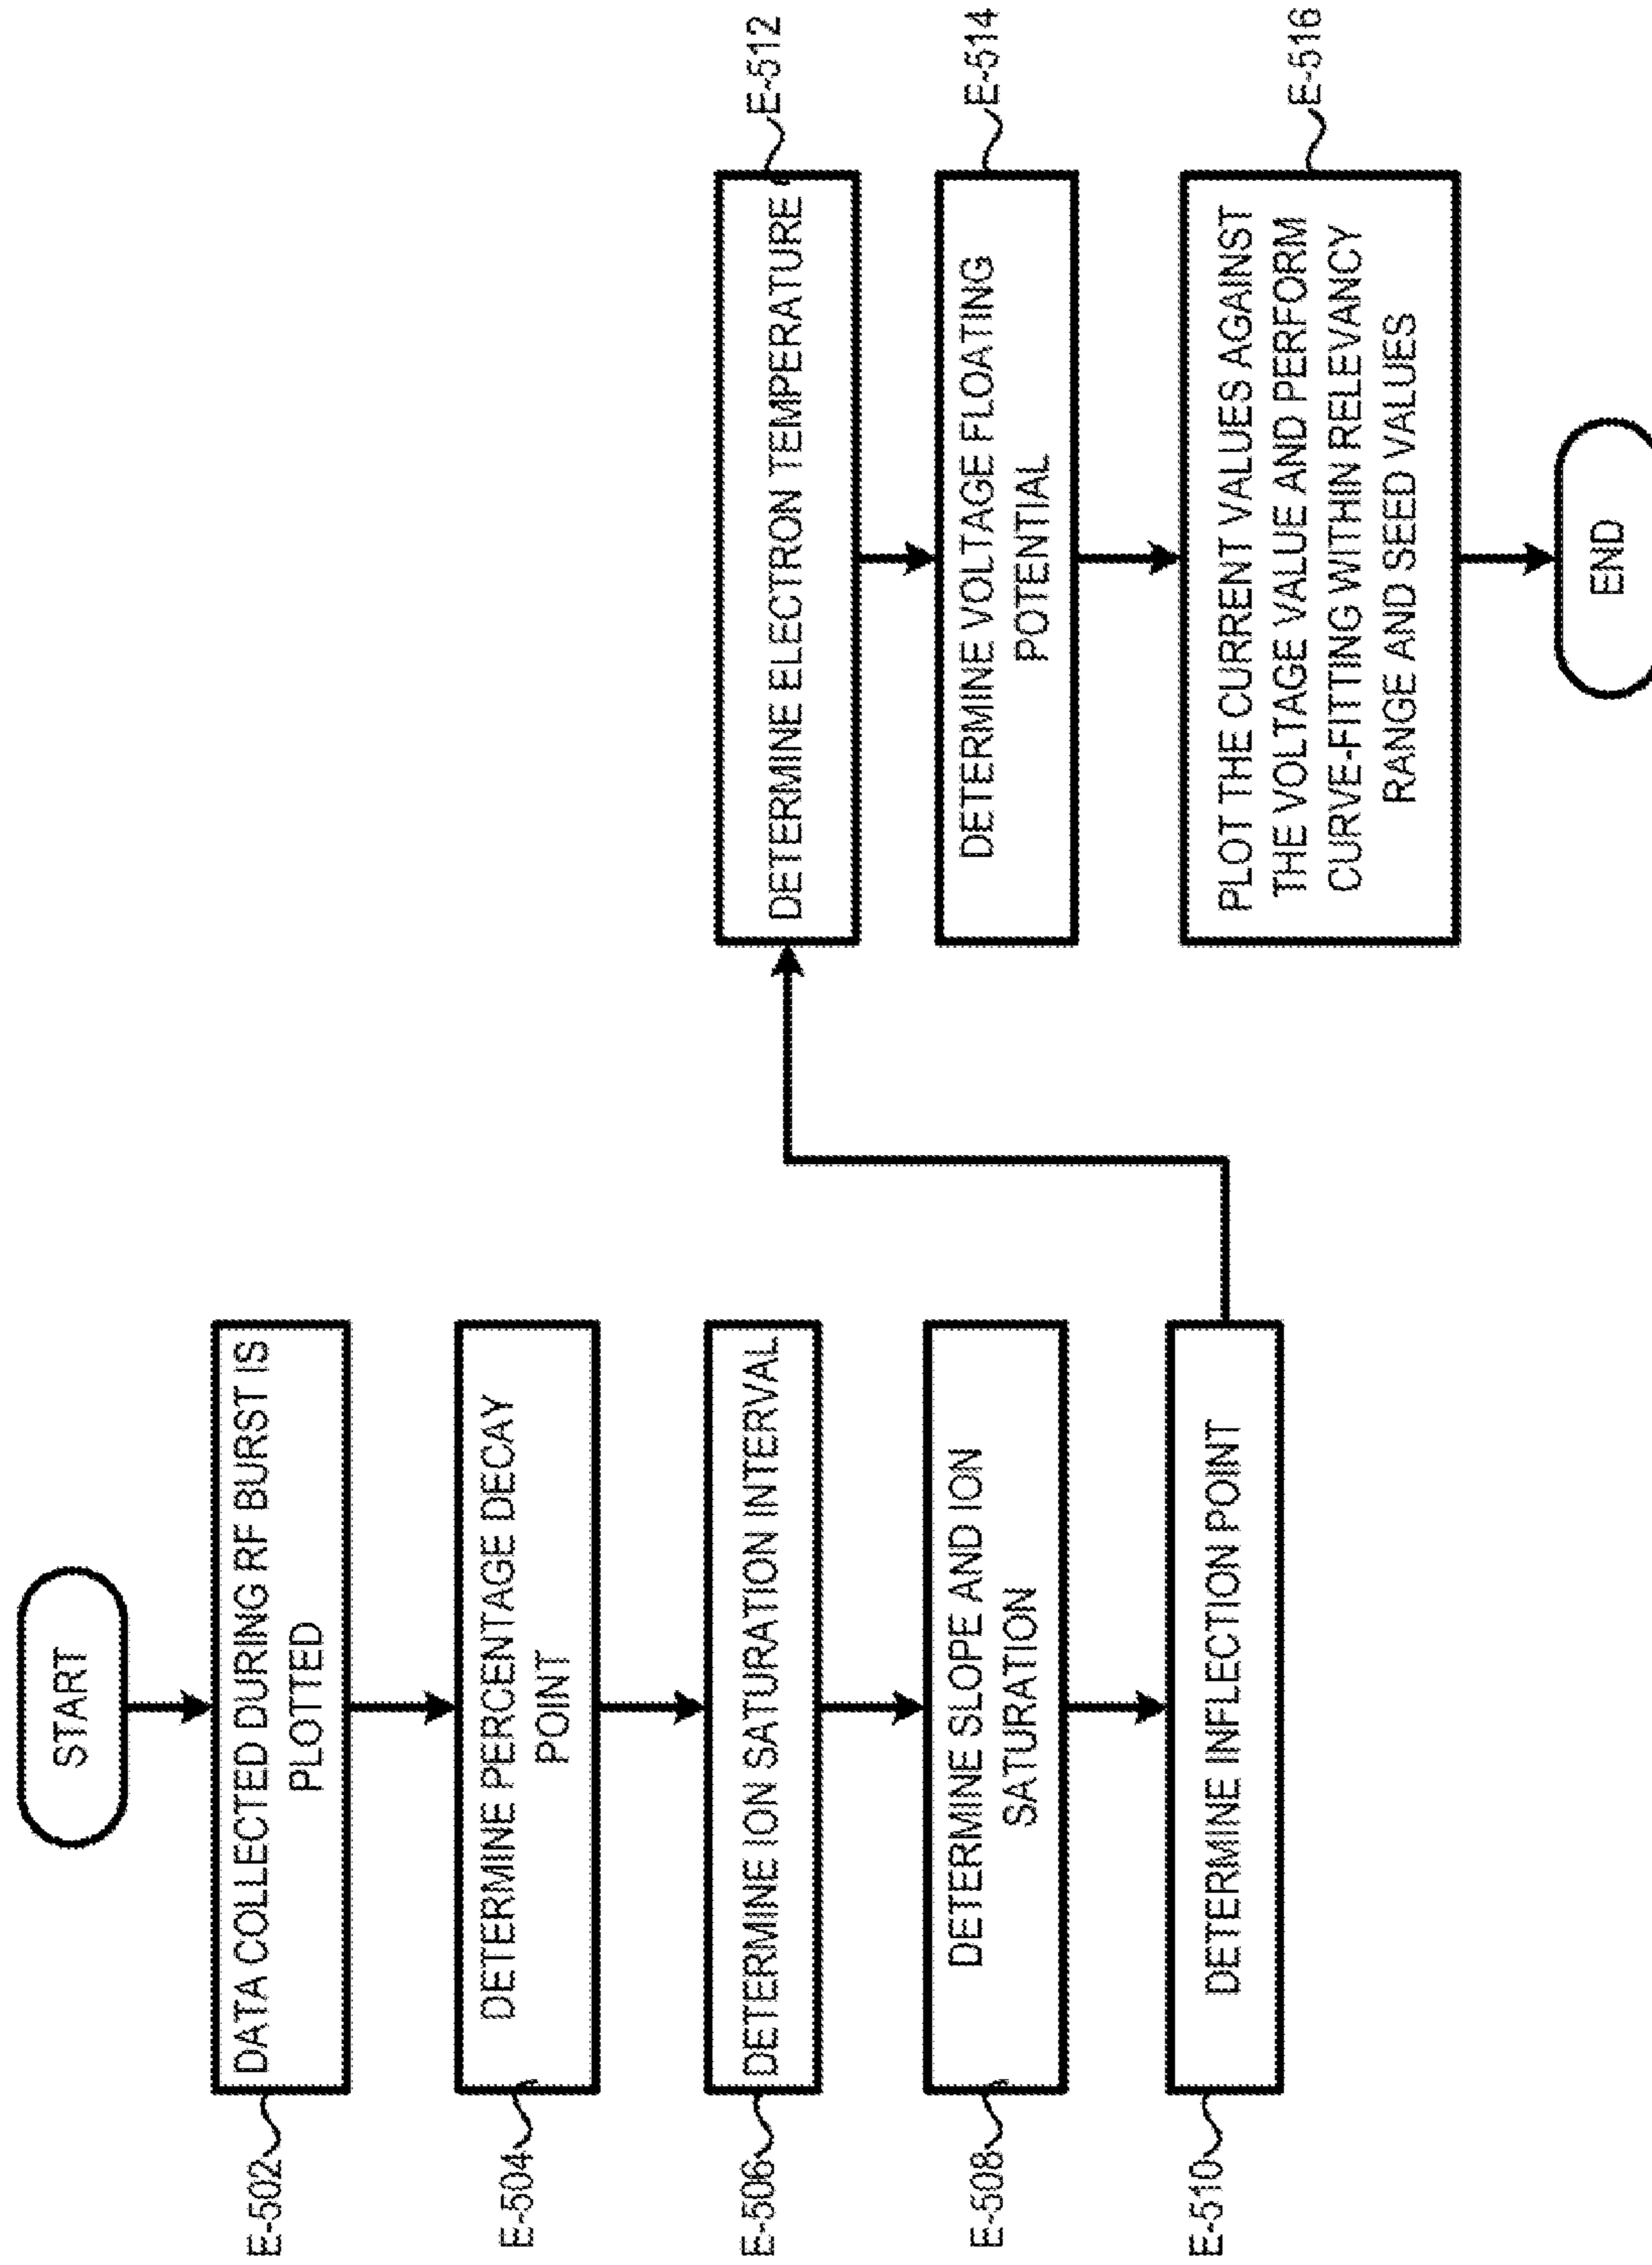 START
E-502
DATA COLLECTED DURING RF BURST IS
PLOTTED
E-504
DETERMINE PERCENTAGE DECAY
POINT
E-506
DETERMINE ION SATURATION INTERVAL
E-508
DETERMINE SLOPE AND ION
SATURATION
E-510
DETERMINE INFLECTION POINT
DETERMINE ELECTRON TEMPERATURE
E-512
DETERMINE VOLTAGE FLOATING
POTENTIAL
E-514
PLOT THE CURRENT VALUES AGAINST
THE VOLTAGE VALUE AND PERFORM
CURVE-FITTING WITHIN RELEVANCY
RANGE AND SEED VALUES
E-516
END